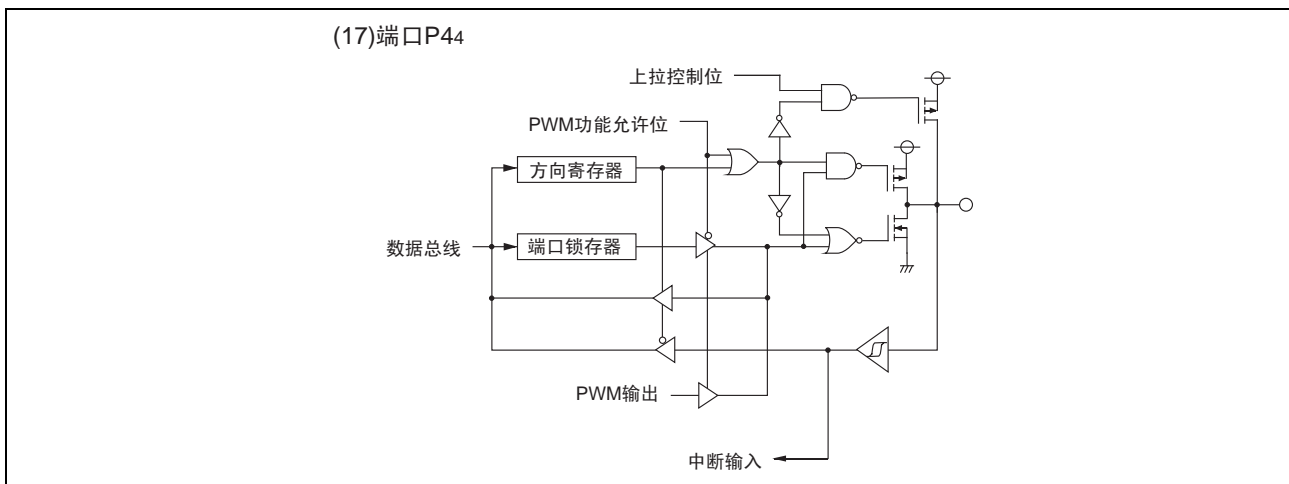 (17)端口P44
上拉控制位
PWM功能允许位
方向寄存器
数据总线
端口锁存器
PWM输出
中断输入